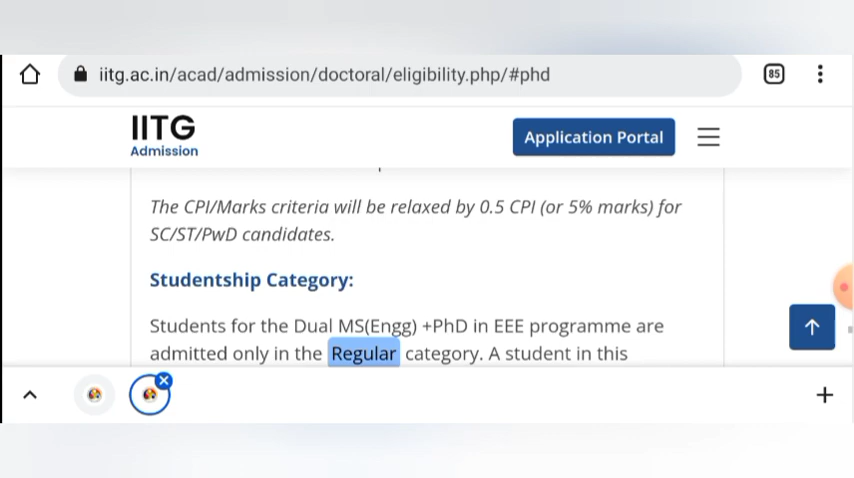 iitg.ac.in/acad/admission/doctoral/eligibility.php/#phd
85
IITG
Admission
Application Portal
The CPI/Marks criteria will be relaxed by 0.5 CPI (or 5% marks) for
SC/ST/PwD candidates.
Studentship Category:
Students for the Dual MS(Engg) +PhD in EEE programme are
admitted only in the Regular category. A student in this